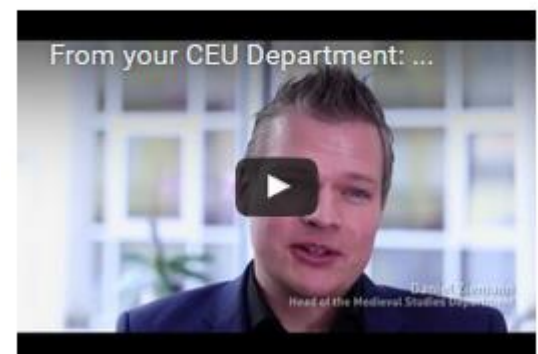 From your CEU Department: ...
Daniel Ziemann
Head of the Medieval Studies Department